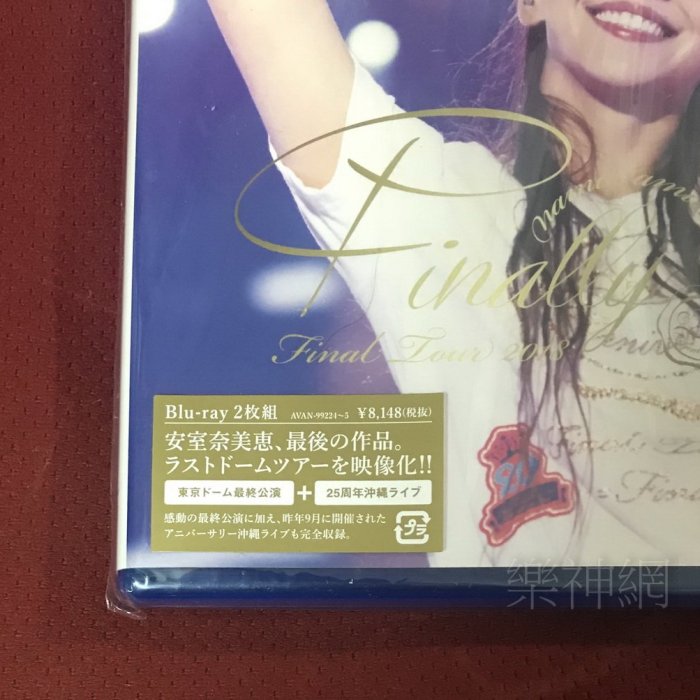 nam
Finally
Final Tour 2018
Blu-ray 2枚組 AVAN-99224~5 ¥8,148(税抜)
安室奈美恵、最後の作品。
ラストドームツアーを映像化!!
東京ドーム最終公演 + 25周年沖縄ライブ
感動の最終公演に加え、昨年9月に開催された
アニバーサリー沖縄ライブも完全収録。
プラ
樂神網